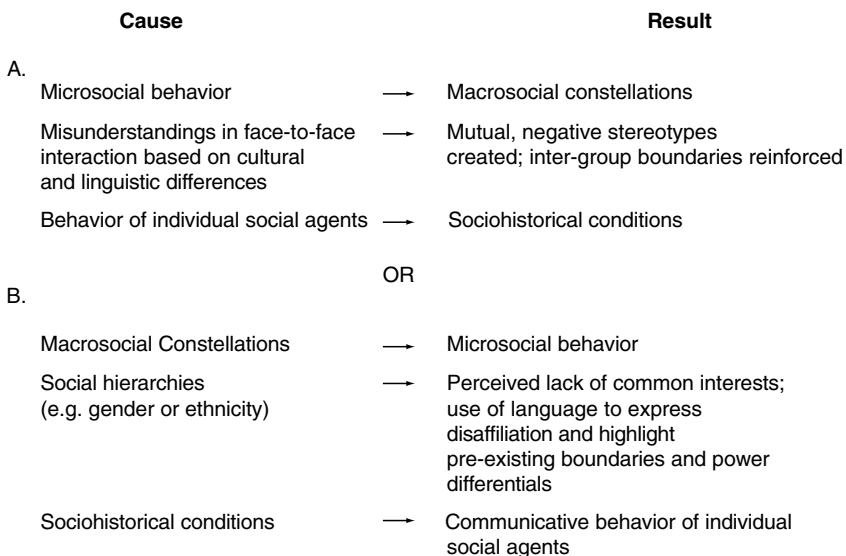 Cause Result
A.
Microsocial behavior → Macrosocial constellations
Misunderstandings in face-to-face → Mutual, negative stereotypes
interaction based on cultural created; inter-group boundaries reinforced
and linguistic differences
Behavior of individual social agents → Sociohistorical conditions
OR
B.
Macrosocial Constellations → Microsocial behavior
Social hierarchies → Perceived lack of common interests;
(e.g. gender or ethnicity) use of language to express
disaffiliation and highlight
pre-existing boundaries and power
differentials
Sociohistorical conditions → Communicative behavior of individual
social agents